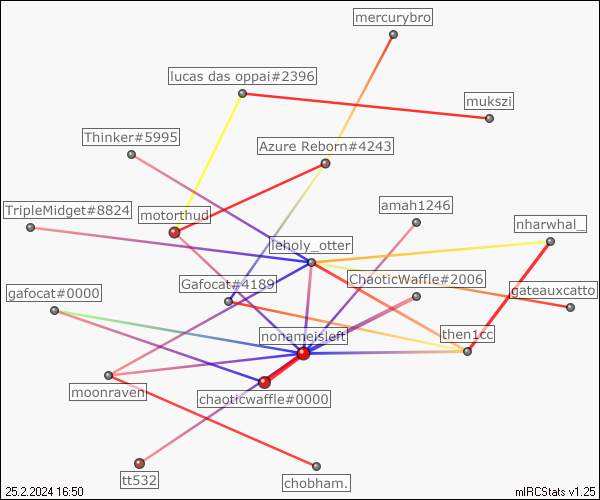 mercurybro
lucas das oppai#2396
mukszi
Thinker#5995
Azure Reborn#4243
amah1246
TripleMidget#8824
motorthud
nharwhal_
leholy_otter
ChaoticWaffle#2006
Gafocat#4189
gateauxcatto
gafocat#0000
nonameisleft
then1cc
moonraven
chaoticwaffle#0000
tt532
chobham.
25.2.2024 16:50
mIRCStats v1.25